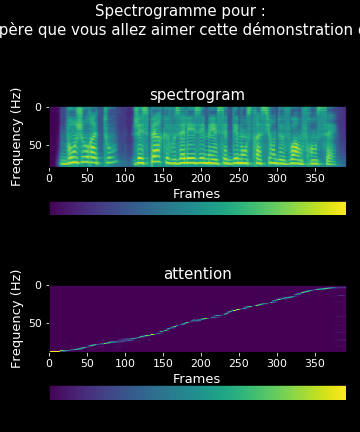 Spectrogramme pour :
père que vous allez aimer cette démonstration
spectrogram
Frequency (Hz)
0
50
0 50 100 150 200 250 300 350
Frames
attention
Frequency (Hz)
0
50
0 50 100 150 200 250 300 350
Frames